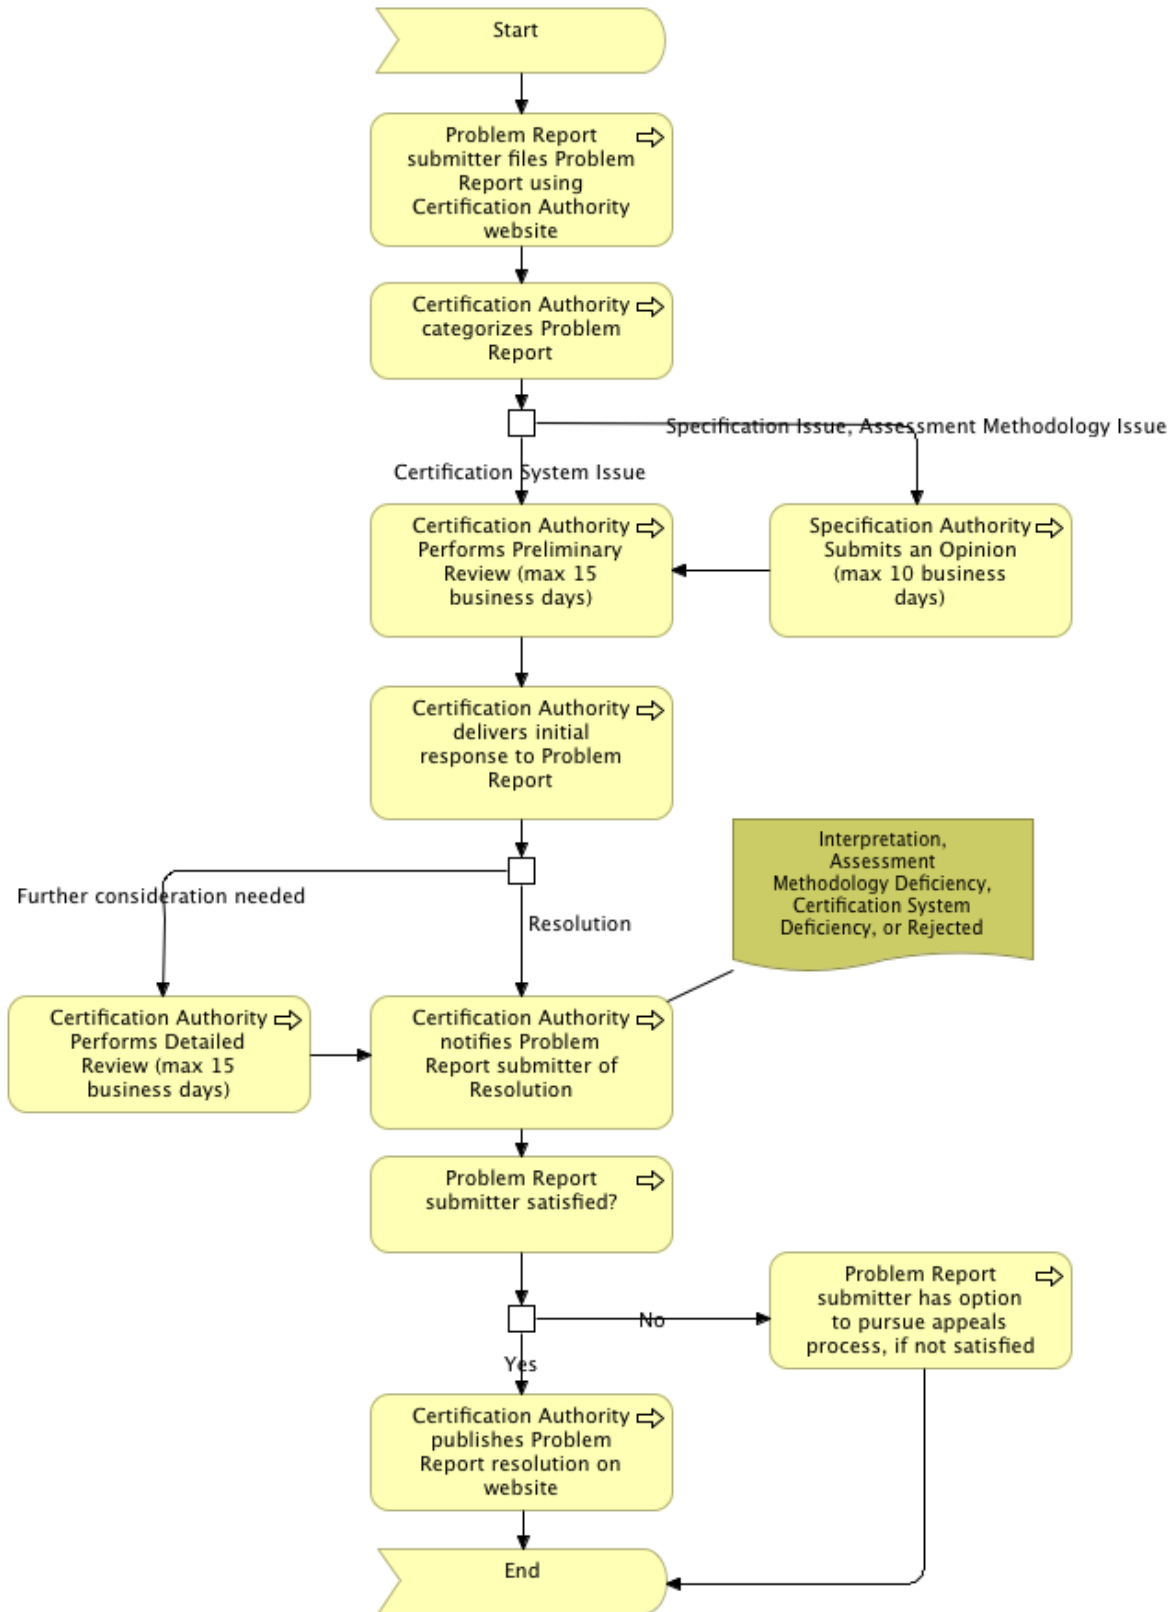 Start
Problem Report
submitter files Problem
Report using
Certification Authority
website
Certification Authority
categorizes Problem
Report
Specification Issue, Assessment Methodology Issue
Certification System Issue
Certification Authority
Performs Preliminary
Review (max 15
business days)
Specification Authority
Submits an Opinion
(max 10 business
days)
Certification Authority
delivers initial
response to Problem
Report
Interpretation,
Assessment
Methodology Deficiency,
Certification System
Deficiency, or Rejected
Further consideration needed
Resolution
Certification Authority
Performs Detailed
Review (max 15
business days)
Certification Authority
notifies Problem
Report submitter of
Resolution
Problem Report
submitter satisfied?
Problem Report
submitter has option
to pursue appeals
process, if not satisfied
No
Yes
Certification Authority
publishes Problem
Report resolution on
website
End